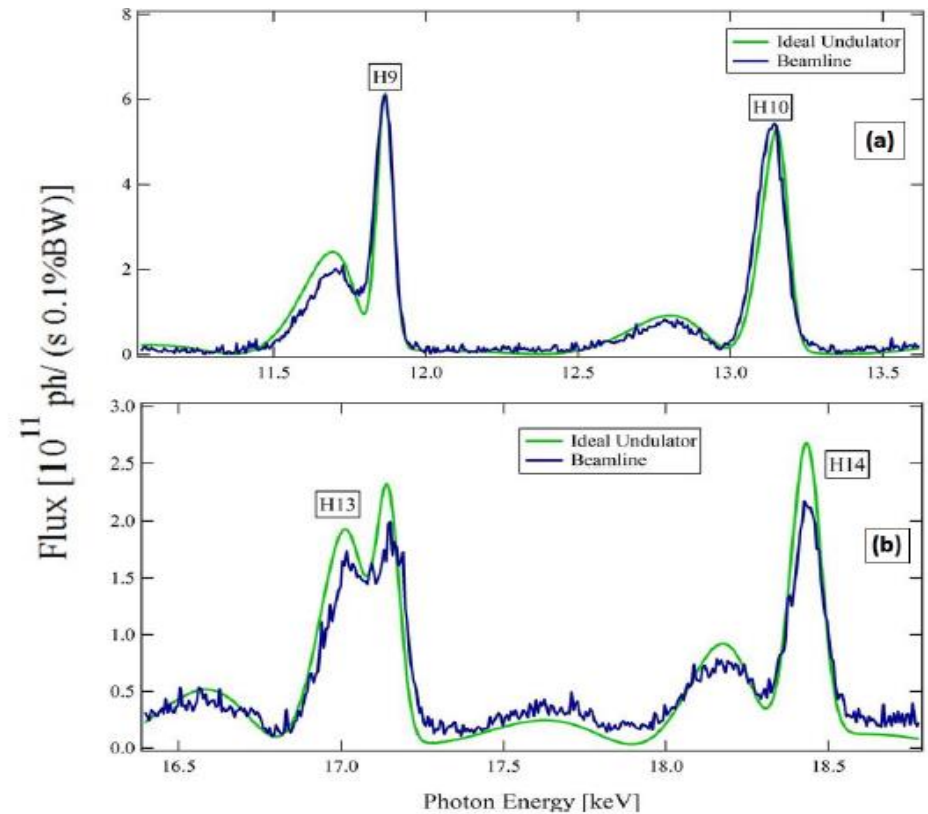 Flux [10^11 ph/ (s 0.1%BW)]
8
6
4
2
0
Ideal Undulator
Beamline
H9
H10
(a)
11.5 12.0 12.5 13.0 13.5
3.0
2.5
2.0
1.5
1.0
0.5
0.0
Ideal Undulator
Beamline
H13
H14
(b)
16.5 17.0 17.5 18.0 18.5
Photon Energy [keV]